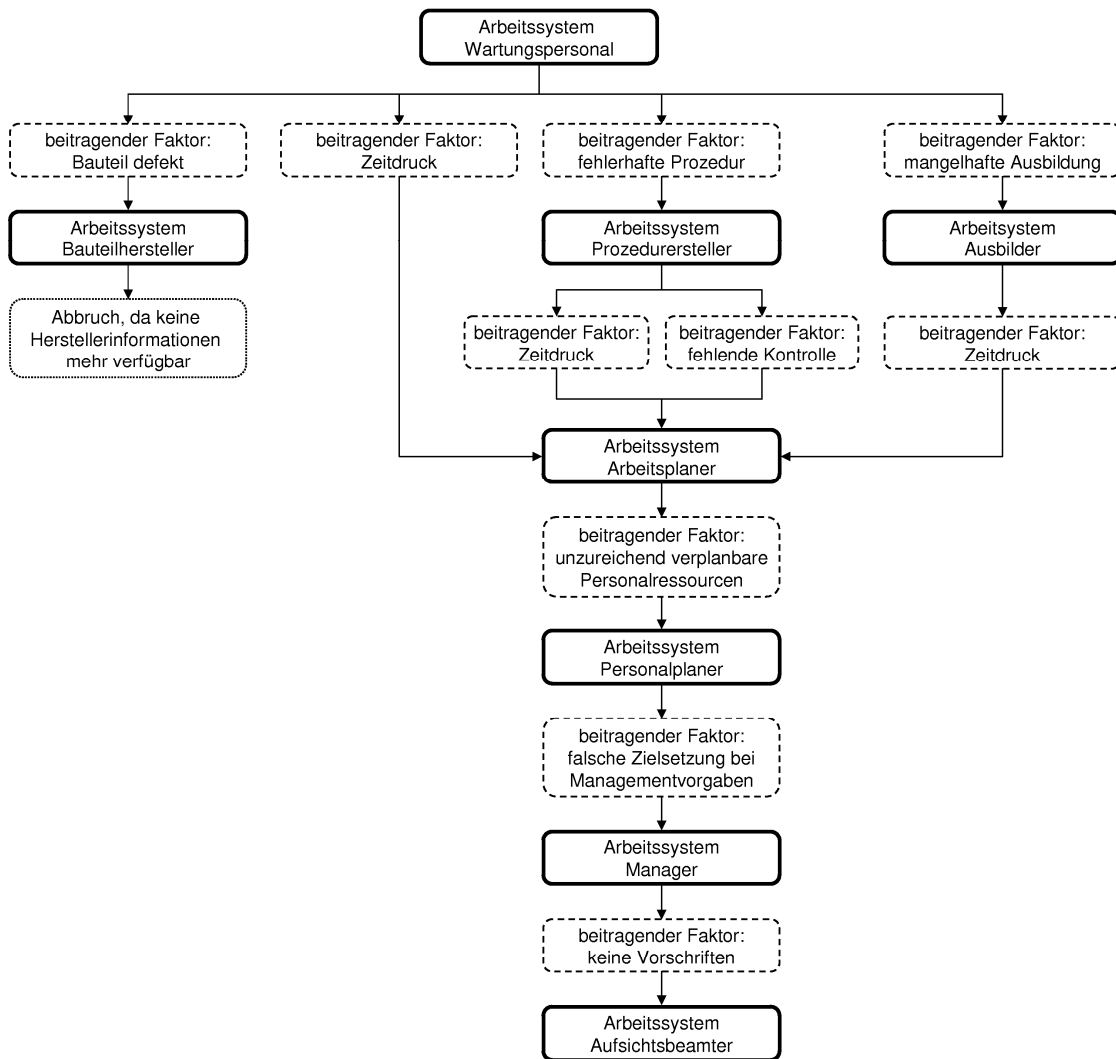 Arbeitssystem
Wartungspersonal
beitragender Faktor:
Bauteil defekt
beitragender Faktor:
Zeitdruck
beitragender Faktor:
fehlerhafte Prozedur
beitragender Faktor:
mangelhafte Ausbildung
Arbeitssystem
Bauteilhersteller
Arbeitssystem
Prozedurersteller
Arbeitsystem
Ausbilder
Abbruch, da keine
Herstellerinformationen
mehr verfügbar
beitragender Faktor:
Zeitdruck
beitragender Faktor:
fehlende Kontrolle
beitragender Faktor:
Zeitdruck
Arbeitssystem
Arbeitsplaner
beitragender Faktor:
unzureichend verplanbare
Personalressourcen
Arbeitssystem
Personalplaner
beitragender Faktor:
falsche Zielsetzung bei
Managementvorgaben
Arbeitssystem
Manager
beitragender Faktor:
keine Vorschriften
Arbeitssystem
Aufsichtsbeamter